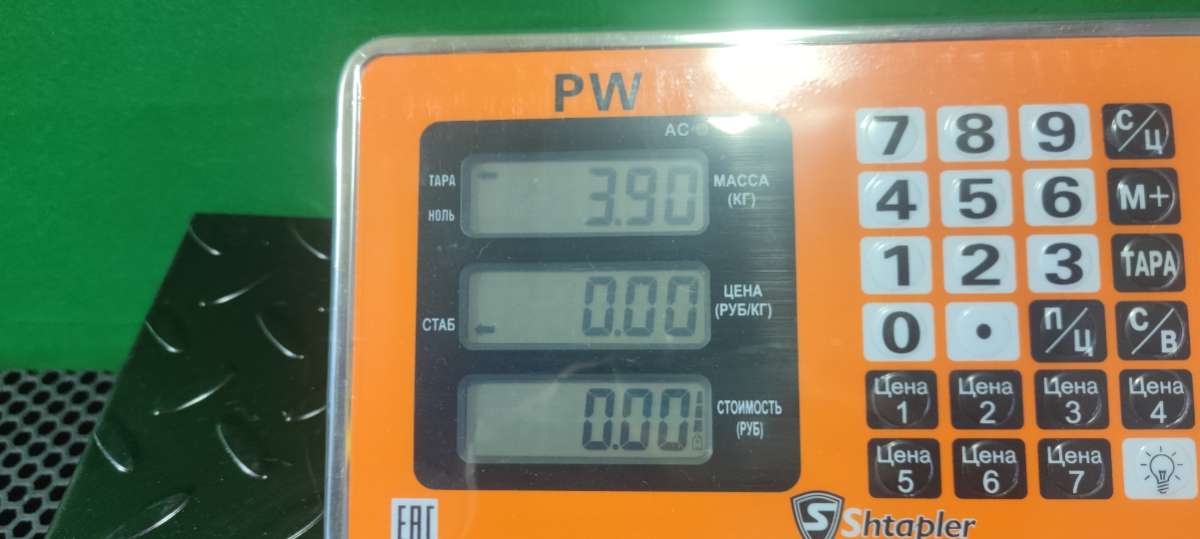 PW
AC
ТАРА
НОЛЬ
3.90
МАССА
(КГ)
СТАБ
0.00
ЦЕНА
(РУБ/КГ)
0.00
СТОИМОСТЬ
(РУБ)
7 8 9 С/Ц
4 5 6 М+
1 2 3 ТАРА
0 . П/Ц С/В
Цена 1 Цена 2 Цена 3 Цена 4
Цена 5 Цена 6 Цена 7
EAC
S Shtapler